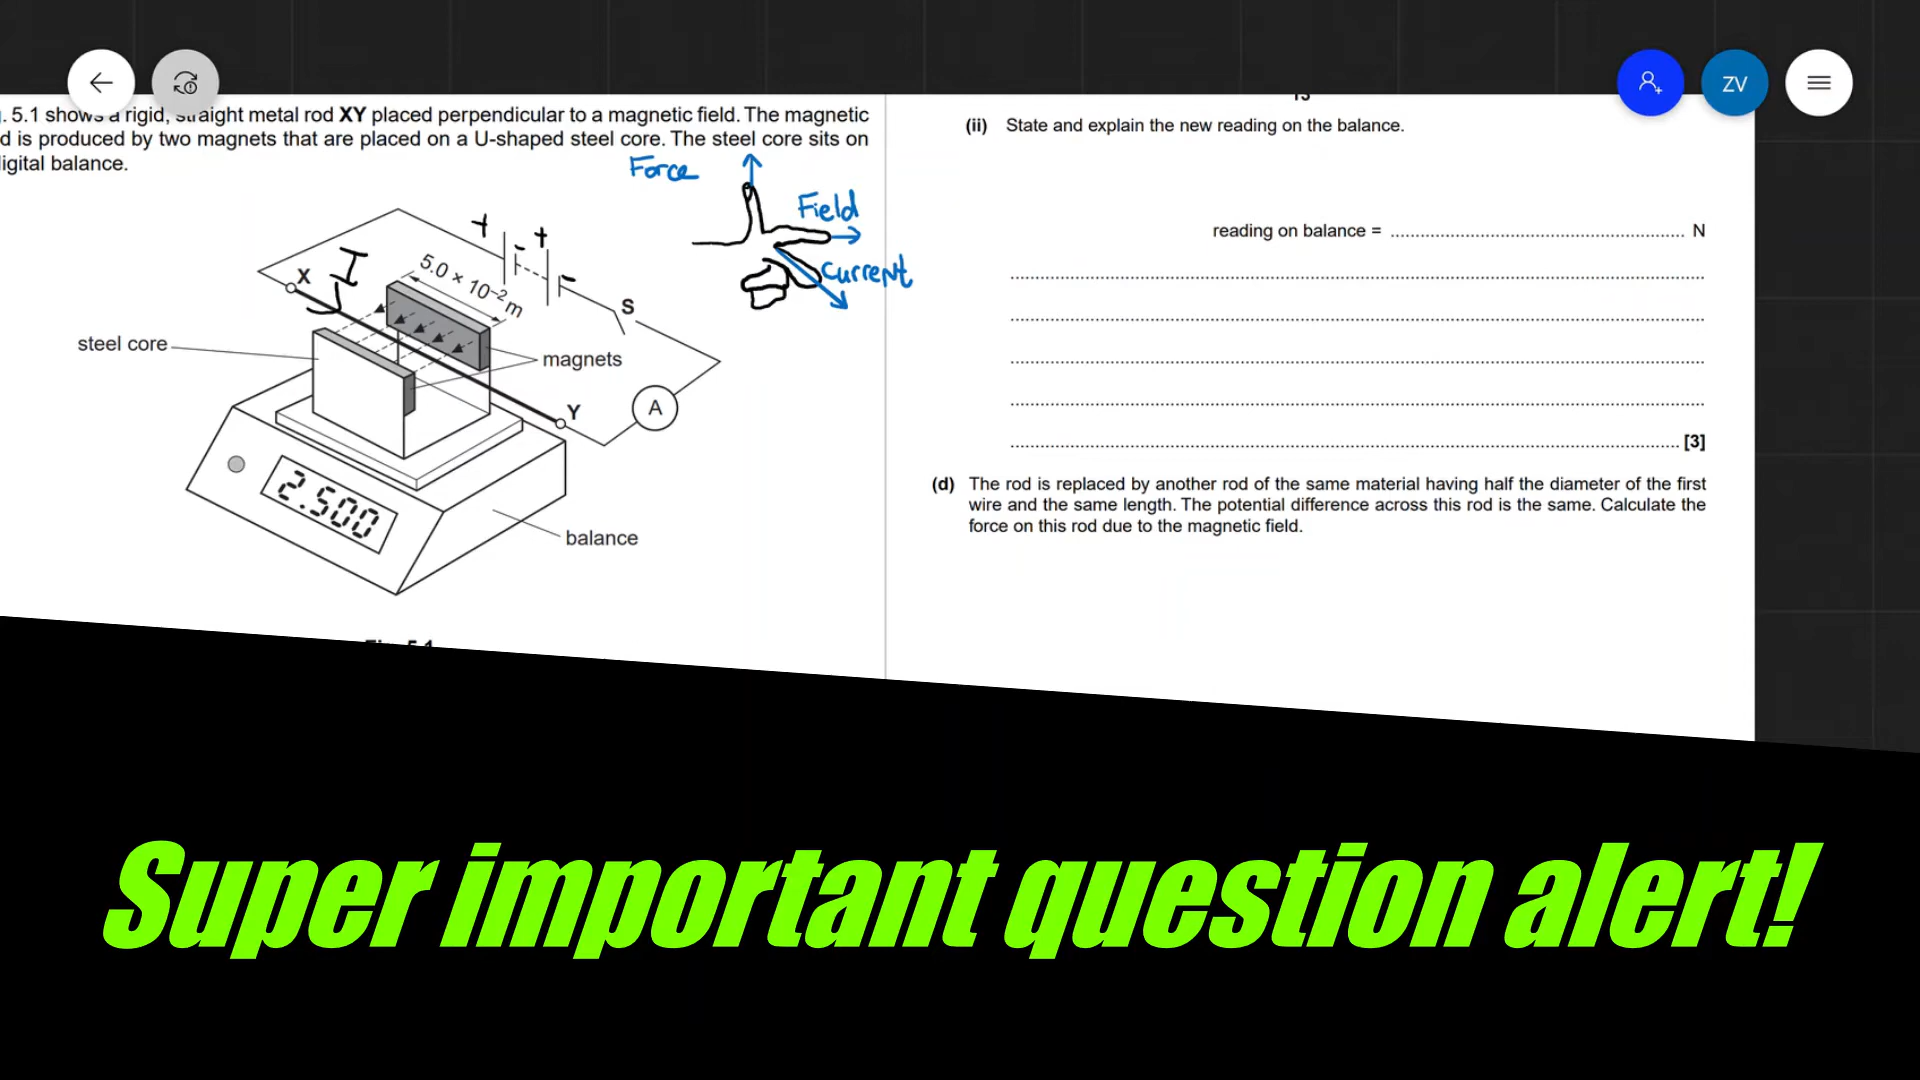 ZV
. 5.1 shows a rigid, straight metal rod XY placed perpendicular to a magnetic field. The magnetic
d is produced by two magnets that are placed on a U-shaped steel core. The steel core sits on
igital balance.
Force
Field
Current
+
+
I
X
5.0 × 10⁻² m
S
steel core
magnets
Y
A
2.500
balance
(ii) State and explain the new reading on the balance.
reading on balance = .................................................... N
....................................................
....................................................
....................................................
....................................................
.................................................... [3]
(d) The rod is replaced by another rod of the same material having half the diameter of the first
wire and the same length. The potential difference across this rod is the same. Calculate the
force on this rod due to the magnetic field.
Super important question alert!